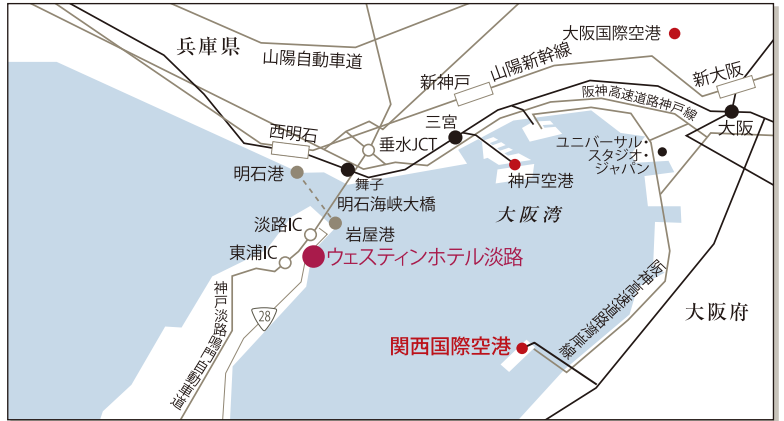 兵庫県
山陽自動車道
大阪国際空港
山陽新幹線
新神戸
新大阪
阪神高速道路神戸線
大阪
西明石
三宮
垂水JCT
ユニバーサル・
スタジオ・
ジャパン
明石港
舞子
神戸空港
明石海峡大橋
大阪湾
淡路IC
岩屋港
東浦IC
ウェスティンホテル淡路
神戸淡路鳴門自動車道
28
阪神高速道路湾岸線
大阪府
関西国際空港